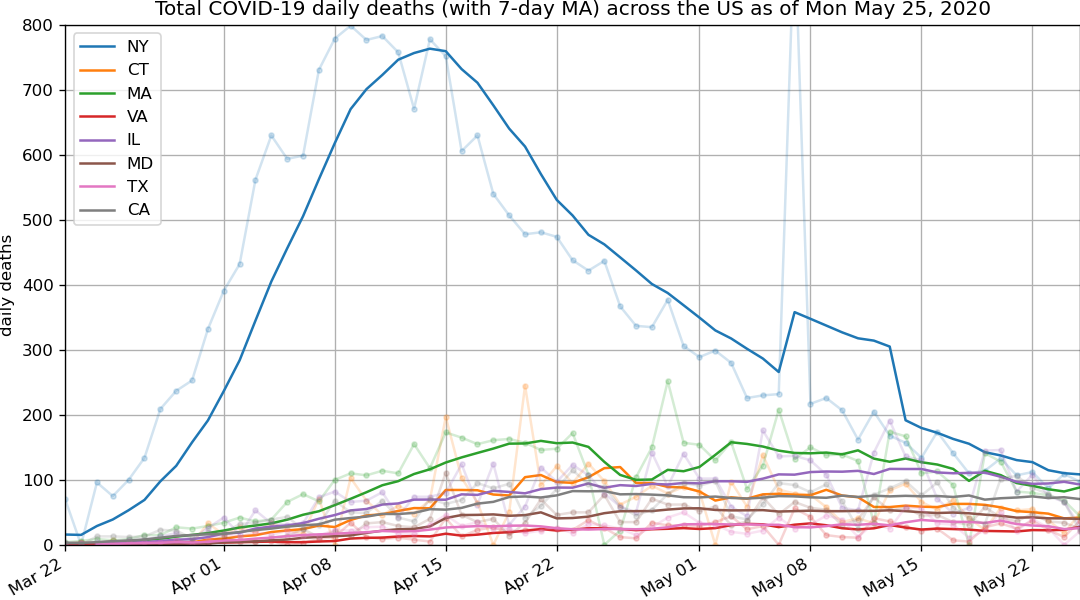 Total COVID-19 daily deaths (with 7-day MA) across the US as of Mon May 25, 2020
daily deaths
800
700
600
500
400
300
200
100
0
NY
CT
MA
VA
IL
MD
TX
CA
Mar 22
Apr 01
Apr 08
Apr 15
Apr 22
May 01
May 08
May 15
May 22